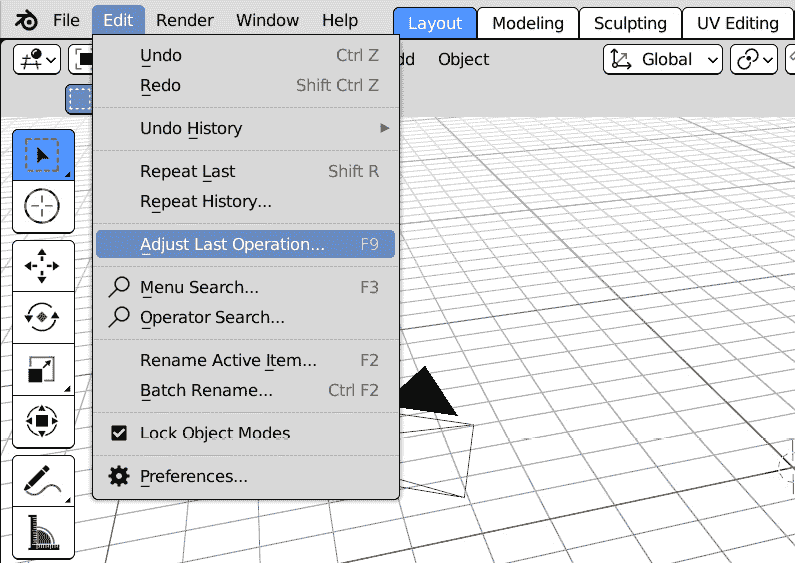 File Edit Render Window Help Layout Modeling Sculpting UV Editing
Object Global
Undo Ctrl Z
Redo Shift Ctrl Z
Undo History
Repeat Last Shift R
Repeat History...
Adjust Last Operation... F9
Menu Search... F3
Operator Search...
Rename Active Item... F2
Batch Rename... Ctrl F2
Lock Object Modes
Preferences...